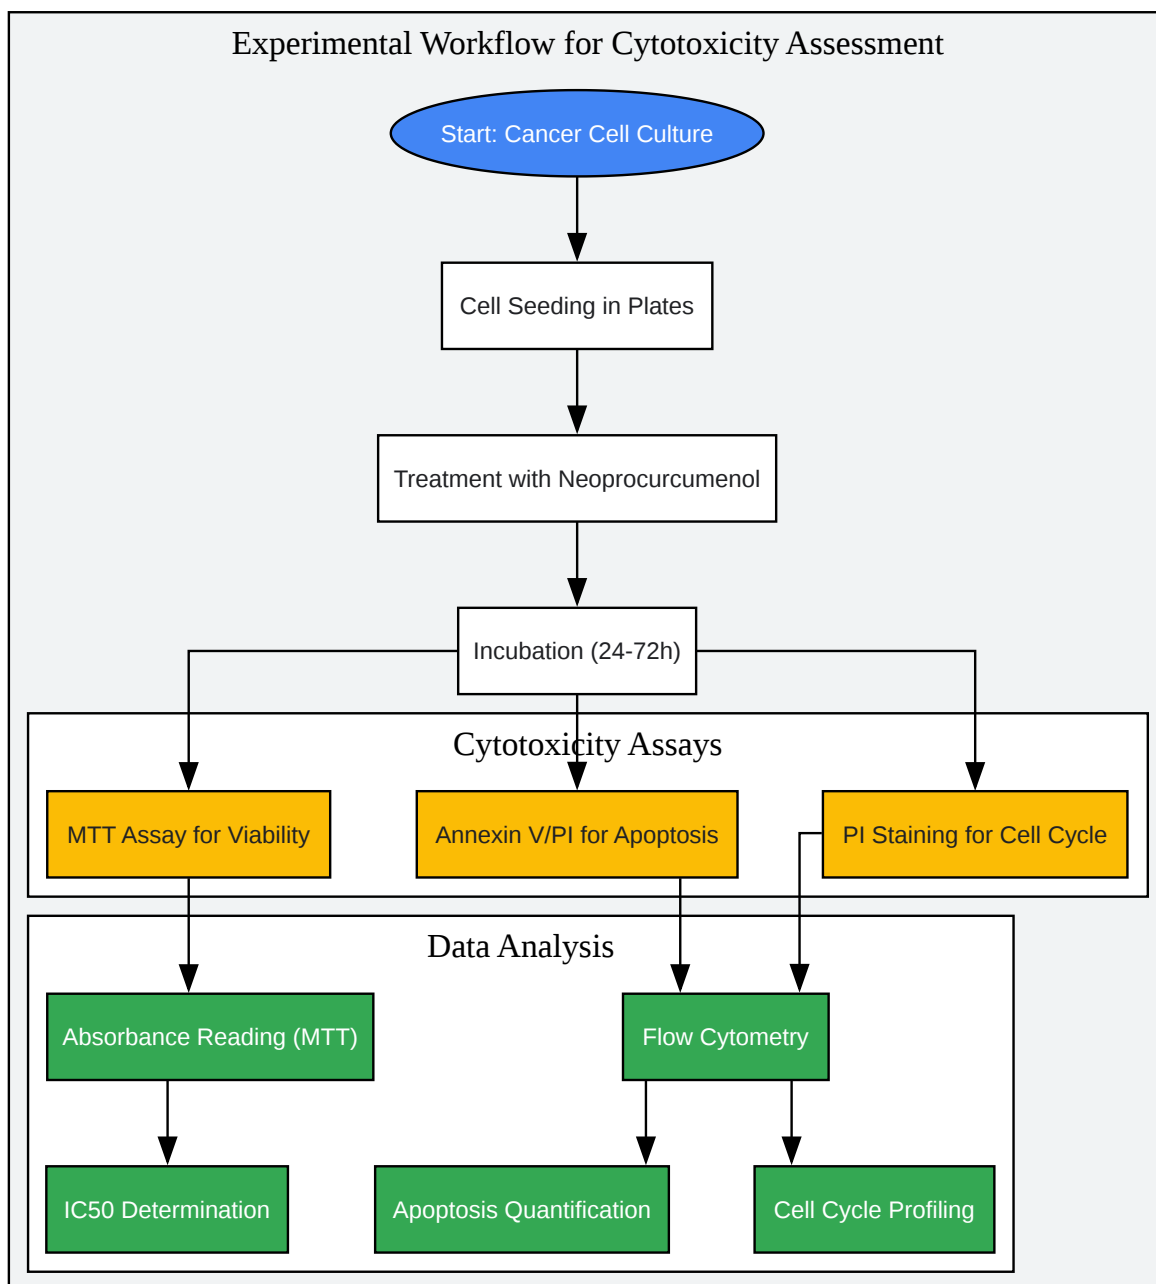 Experimental Workflow for Cytotoxicity Assessment
Start: Cancer Cell Culture
Cell Seeding in Plates
Treatment with Neoprocurcumenol
Incubation (24-72h)
Cytotoxicity Assays
MTT Assay for Viability
Annexin V/PI for Apoptosis
PI Staining for Cell Cycle
Data Analysis
Absorbance Reading (MTT)
Flow Cytometry
IC50 Determination
Apoptosis Quantification
Cell Cycle Profiling